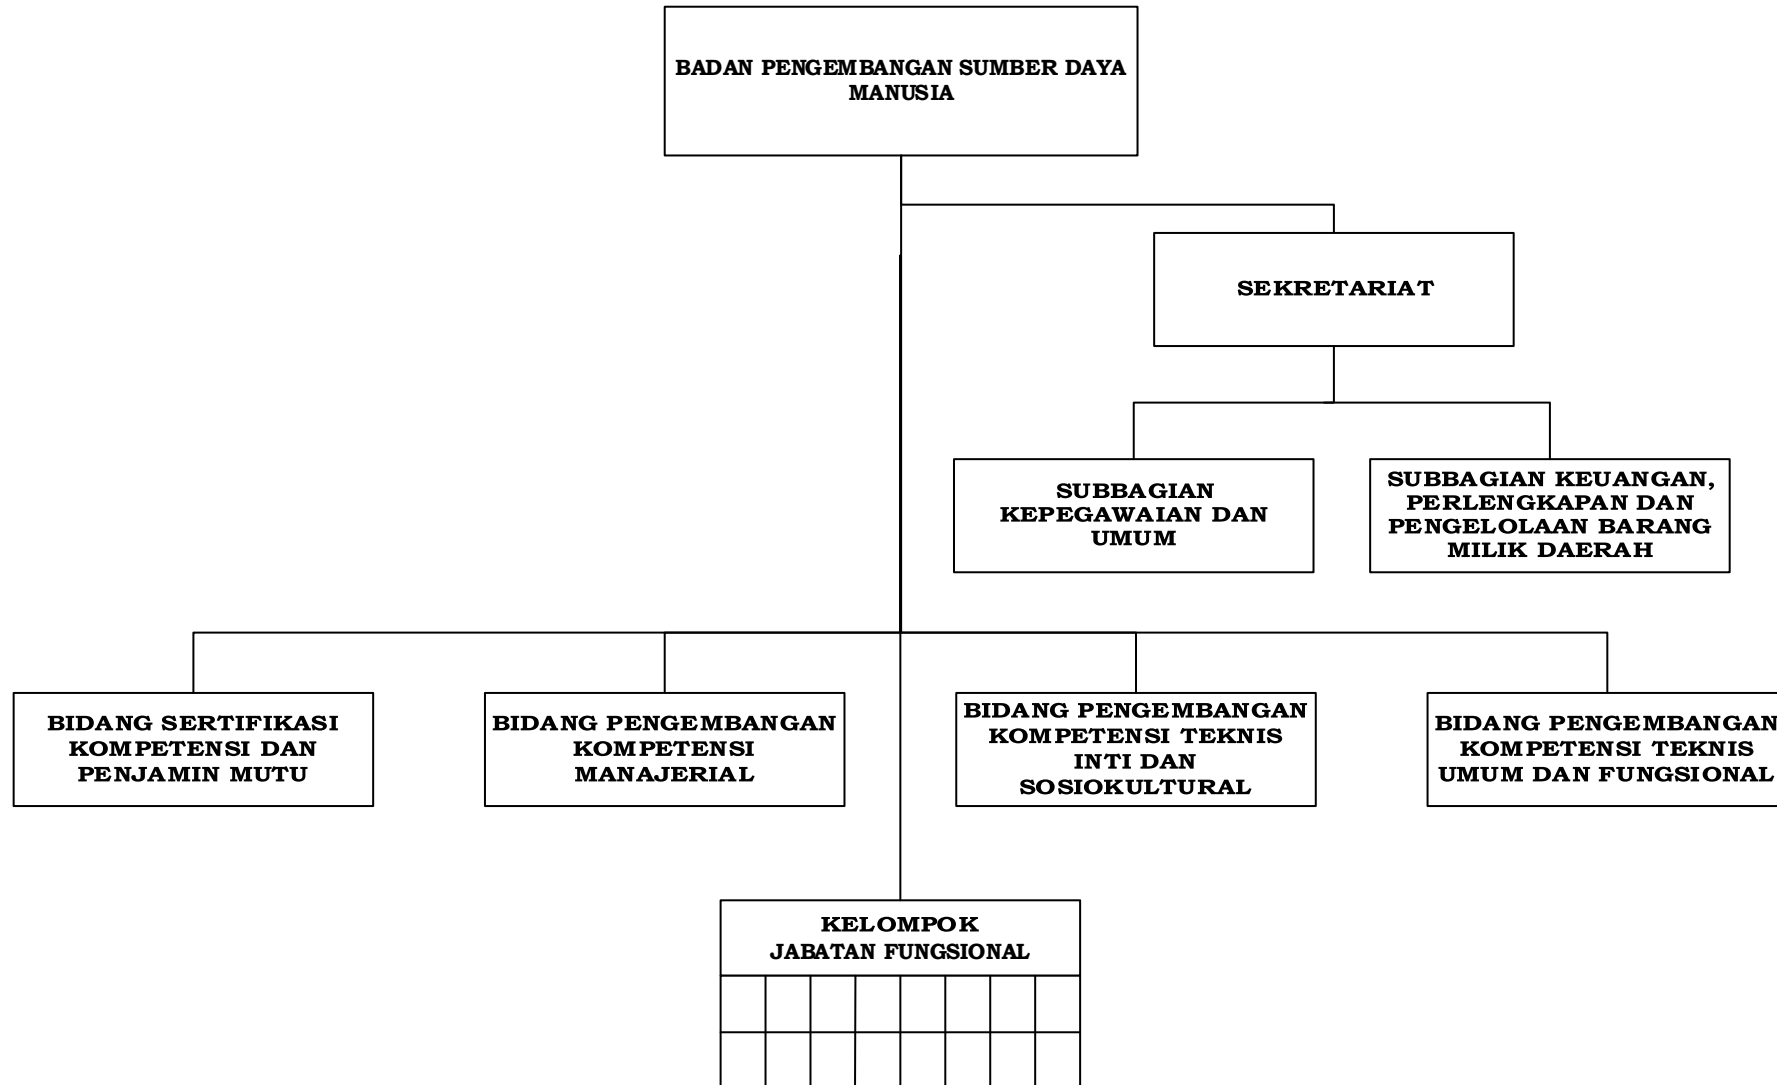 BADAN PENGEMBANGAN SUMBER DAYA
MANUSIA
SEKRETARIAT
SUBBAGIAN
KEPEGAWAIAN DAN
UMUM
SUBBAGIAN KEUANGAN,
PERLENGKAPAN DAN
PENGELOLAAN BARANG
MILIK DAERAH
BIDANG SERTIFIKASI
KOMPETENSI DAN
PENJAMIN MUTU
BIDANG PENGEMBANGAN
KOMPETENSI
MANAJERIAL
BIDANG PENGEMBANGAN
KOMPETENSI TEKNIS
INTI DAN
SOSIOKULTURAL
BIDANG PENGEMBANGAN
KOMPETENSI TEKNIS
UMUM DAN FUNGSIONAL
KELOMPOK
JABATAN FUNGSIONAL